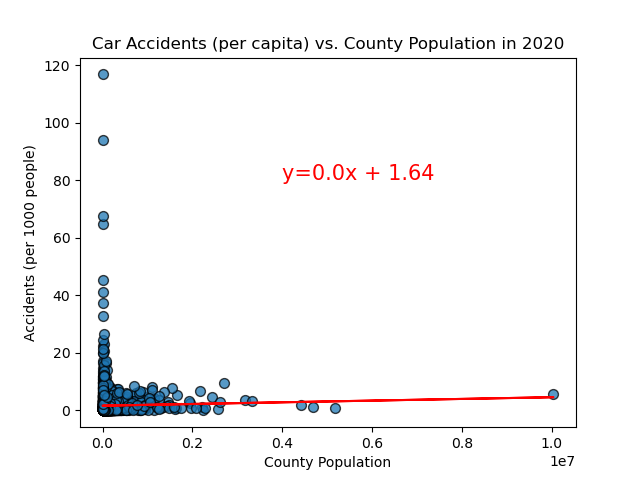 Car Accidents (per capita) vs. County Population in 2020
120
100
80
60
40
20
0
Accidents (per 1000 people)
y=0.0x + 1.64
0.0 0.2 0.4 0.6 0.8 1.0
1e7
County Population